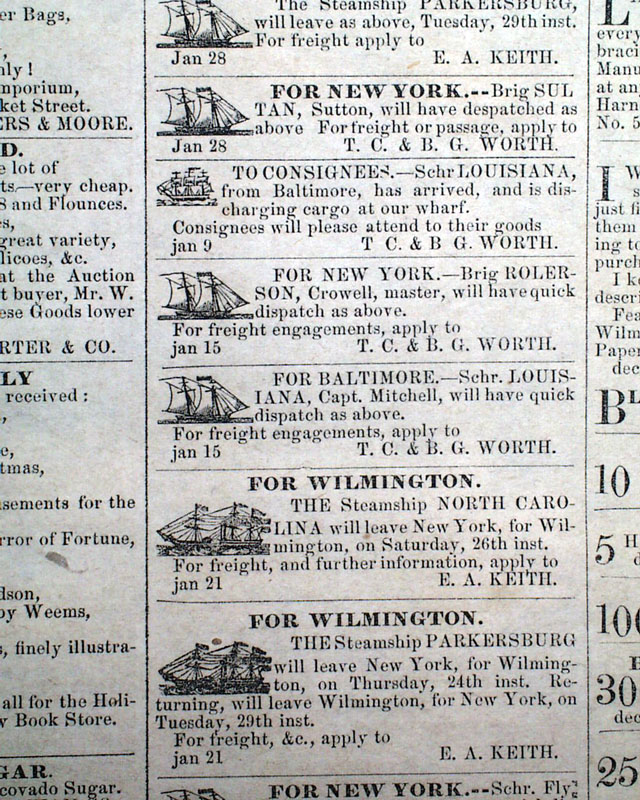 er Bags,
nly !
mporium,
ket Street.
ERS & MOORE.
D.
e lot of
ts.—very cheap.
S and Flounces.
s,
great variety,
licoes, &c.
at the Auction
t buyer, Mr. W.
ese Goods lower
RTER & CO.
LY
received :
e,
tmas,
usements for the
rror of Fortune,
dson,
by Weems,
s, finely illustra-
all for the Holi-
w Book Store.
GAR.
covado Sugar.
The Steamship PARKERSBURG,
will leave as above, Tuesday, 29th inst.
For freight apply to
Jan 28 E. A. KEITH.
FOR NEW YORK.--Brig SUL
TAN, Sutton, will have despatched as
above For freight or passage, apply to
Jan 28 T. C. & B. G. WORTH.
TO CONSIGNEES.—Schr LOUISIANA,
from Baltimore, has arrived, and is dis-
charging cargo at our wharf.
Consignees will please attend to their goods
jan 9 T C. & B G. WORTH.
FOR NEW YORK.—Brig ROLER-
SON, Crowell, master, will have quick
dispatch as above.
For freight engagements, apply to
jan 15 T. C. & B. G. WORTH.
FOR BALTIMORE.—Schr. LOUIS-
IANA, Capt. Mitchell, will have quick
dispatch as above.
For freight engagements, apply to
jan 15 T. C. & B. G. WORTH.
FOR WILMINGTON.
THE Steamship NORTH CARO-
LINA will leave New York, for Wil-
mington, on Saturday, 26th inst.
For freight, and further information, apply to
jan 21 E. A. KEITH.
FOR WILMINGTON.
THE Steamship PARKERSBURG
will leave New York, for Wilming-
ton, on Thursday, 24th inst. Re-
turning, will leave Wilmington, for New York, on
Tuesday, 29th inst.
For freight, &c., apply to
jan 21 E. A. KEITH.
FOR NEW YORK.--Schr. Fly
L
every
braci
Manu
at an
Harn
No. 5
I W
just fi
them
ing to
purch
I k
descri
Fea
Wilm
Paper
dec
BL
10
5 H
d
100
30
dec
25